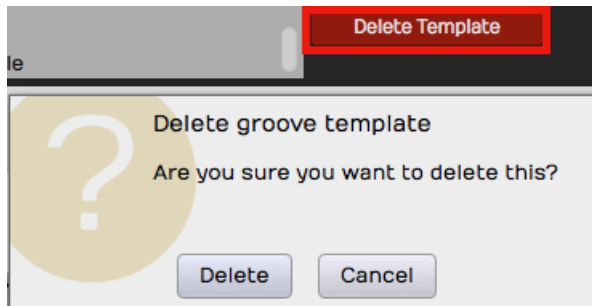 Delete Template
le
Delete groove template
Are you sure you want to delete this?
Delete Cancel